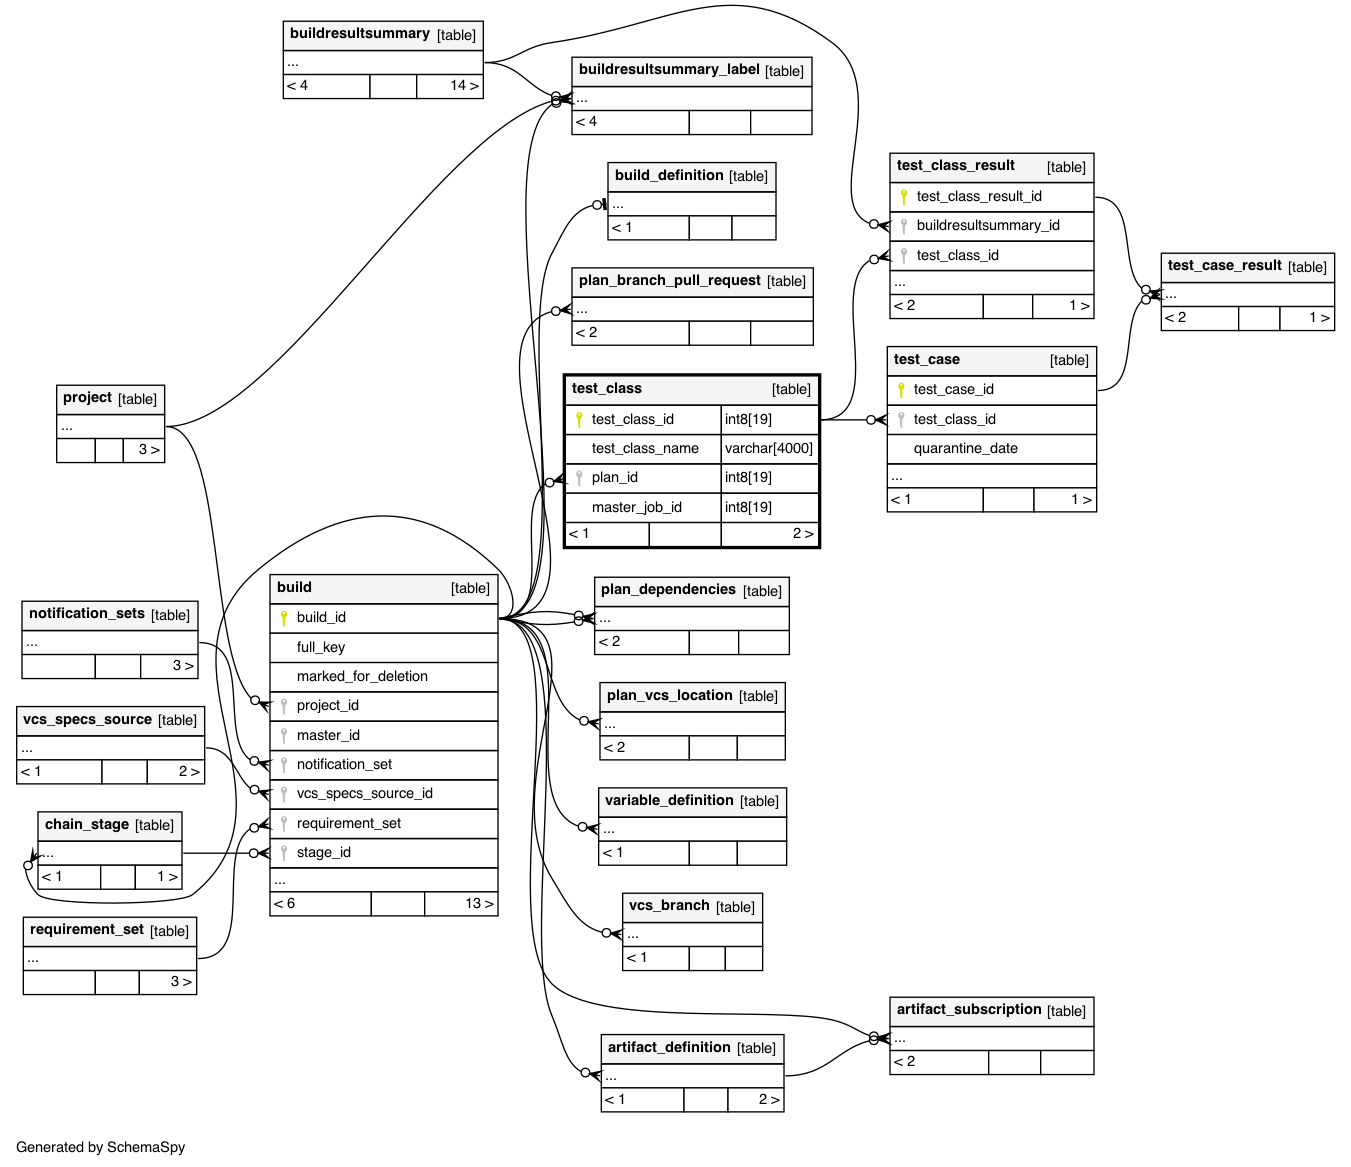 buildresultsummary [table]
...
< 4 14 >
buildresultsummary_label [table]
...
< 4
build_definition [table]
...
< 1
plan_branch_pull_request [table]
...
< 2
test_class_result [table]
test_class_result_id
buildresultsummary_id
test_class_id
...
< 2 1 >
test_case_result [table]
...
< 2 1 >
test_class [table]
test_class_id int8[19]
test_class_name varchar[4000]
plan_id int8[19]
master_job_id int8[19]
< 1 2 >
test_case [table]
test_case_id
test_class_id
quarantine_date
...
< 1 1 >
project [table]
...
3 >
notification_sets [table]
...
3 >
vcs_specs_source [table]
...
< 1 2 >
chain_stage [table]
...
< 1 1 >
requirement_set [table]
...
3 >
build [table]
build_id
full_key
marked_for_deletion
project_id
master_id
notification_set
vcs_specs_source_id
requirement_set
stage_id
...
< 6 13 >
plan_dependencies [table]
...
< 2
plan_vcs_location [table]
...
< 2
variable_definition [table]
...
< 1
vcs_branch [table]
...
< 1
artifact_definition [table]
...
< 1 2 >
artifact_subscription [table]
...
< 2
Generated by SchemaSpy